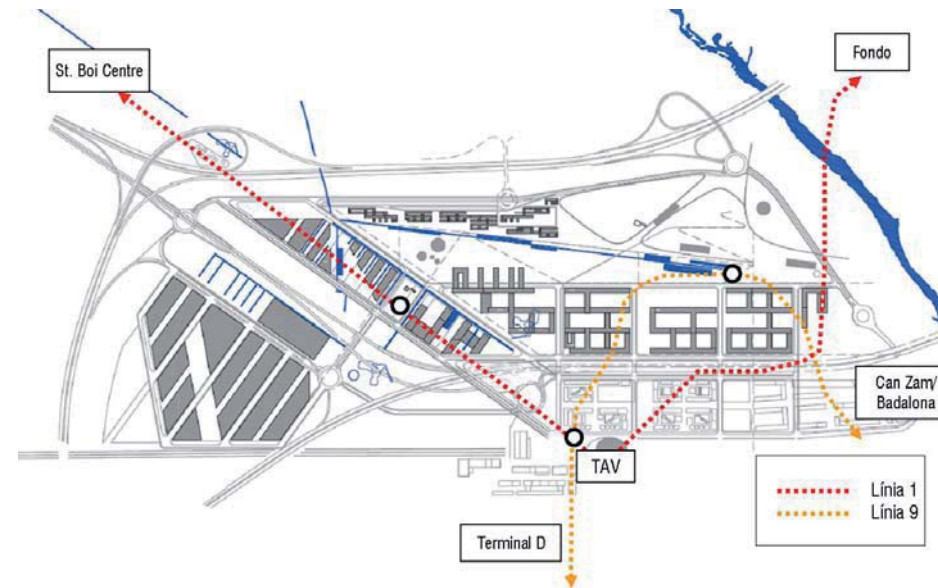 St. Boi Centre
Fondo
Can Zam/
Badalona
TAV
Línia 1
Línia 9
Terminal D